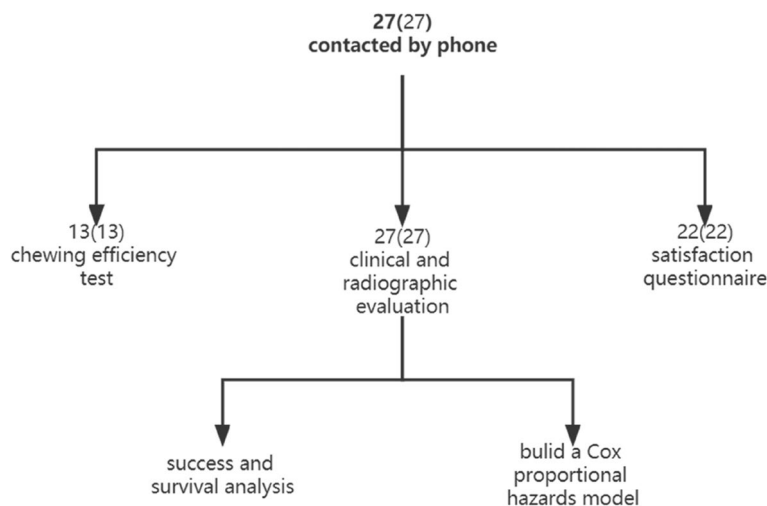 27(27)
contacted by phone
13(13)
chewing efficiency
test
27(27)
clinical and
radiographic
evaluation
22(22)
satisfaction
questionnaire
success and
survival analysis
bulid a Cox
proportional
hazards model